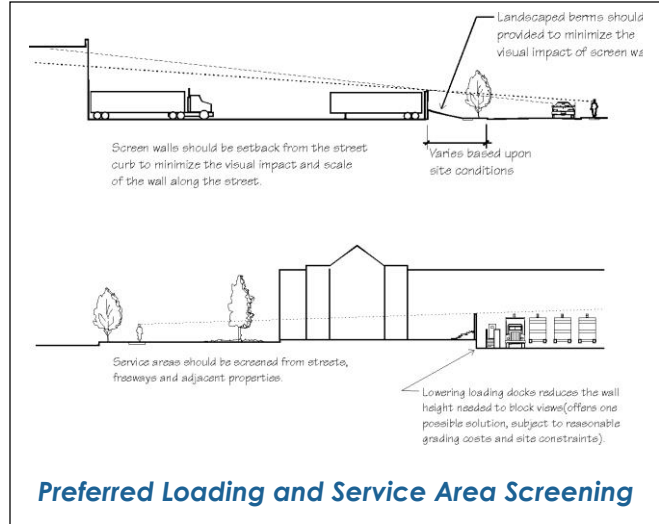 Landscaped berms should
provided to minimize the
visual impact of screen wa
Screen walls should be setback from the street
curb to minimize the visual impact and scale
of the wall along the street.
Varies based upon
site conditions
Service areas should be screened from streets,
freeways and adjacent properties.
Lowering loading docks reduces the wall
height needed to block views(offers one
possible solution, subject to reasonable
grading costs and site constraints).
Preferred Loading and Service Area Screening